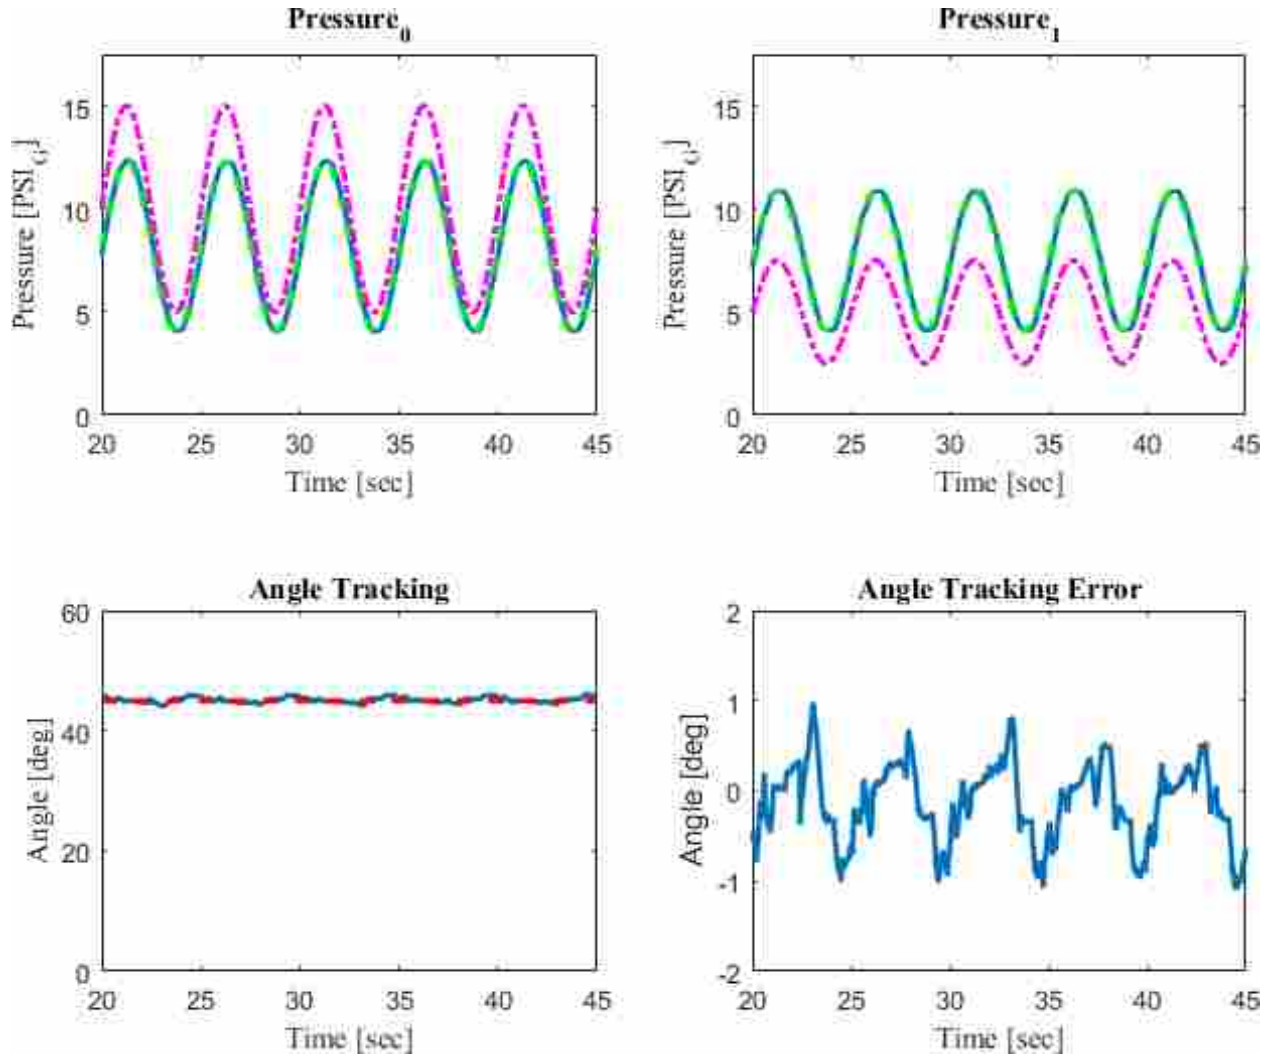 Pressure0
Pressure [PSIG]
15
10
5
0
20 25 30 35 40 45
Time [sec]
Pressure1
Pressure [PSIG]
15
10
5
0
20 25 30 35 40 45
Time [sec]
Angle Tracking
Angle [deg]
60
40
20
0
20 25 30 35 40 45
Time [sec]
Angle Tracking Error
Angle [deg]
2
1
0
-1
-2
20 25 30 35 40 45
Time [sec]